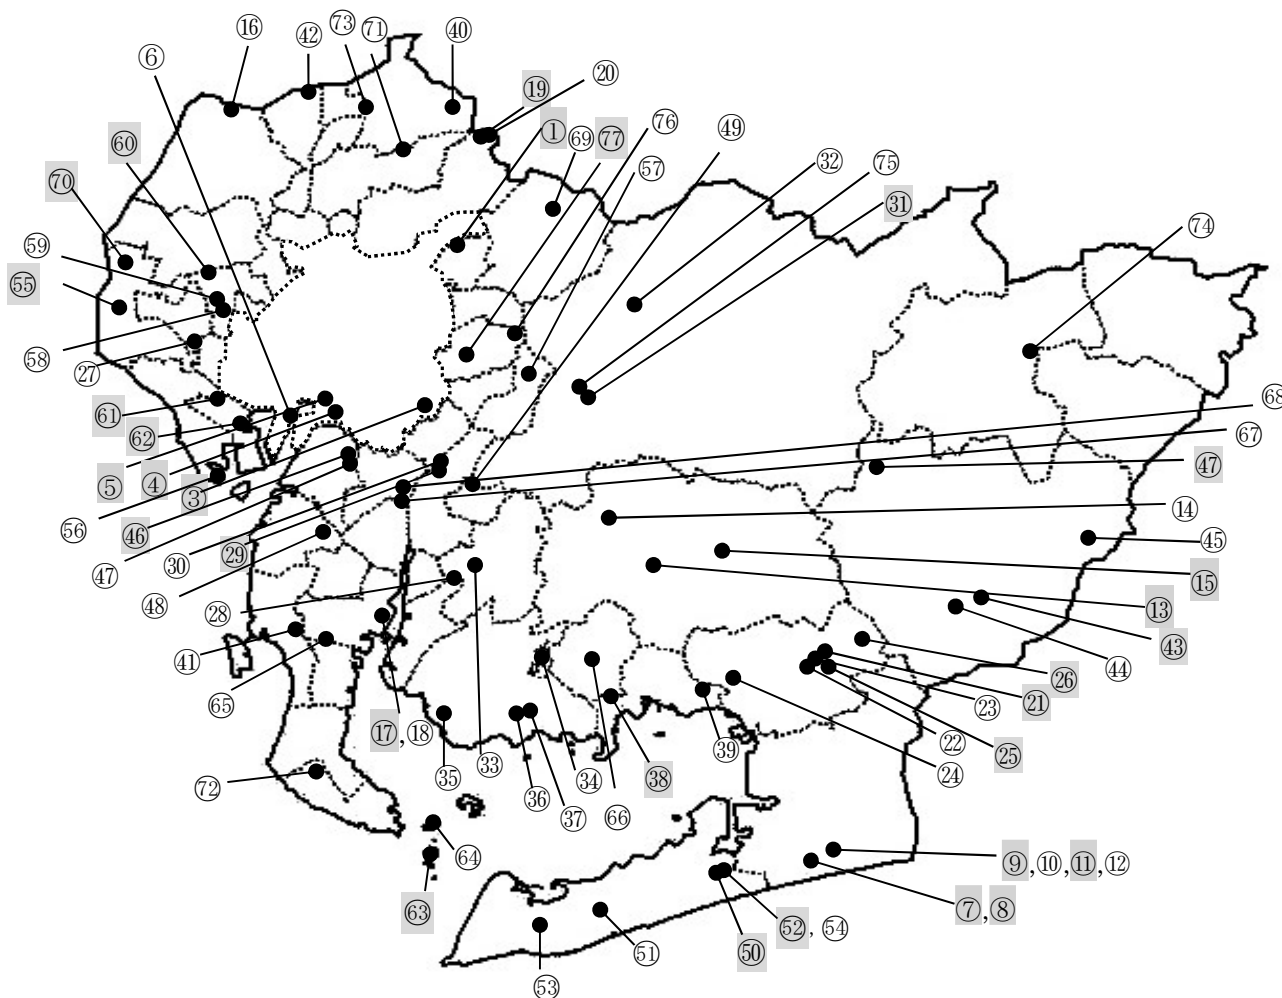 ⑯ ㊷ 73 71 ㊵
⑥ ⑲ ⑳
① 69 77 76 57 ㊾
60 ㉜ 75
70 ㉛
59 74
55
58 ㉗
61 62 68
⑤ ④ ③ 67
56 ㊻ ㊼
㉚ ㉙ ⑭
㊼ ㊺
㊽ ㉘ ⑮
⑬
㊶ ㊸
㊹
65 ㉖
⑰,⑱ ㉑ ㉓
㉒ ㉕
㉟ ㉝ ㉞ ㊳ ㊴ ㉔
72 ㊱ ㊲ 66
64 ⑨,⑩,⑪,⑫
63 ⑦,⑧
52, 54
51 ㊿
53